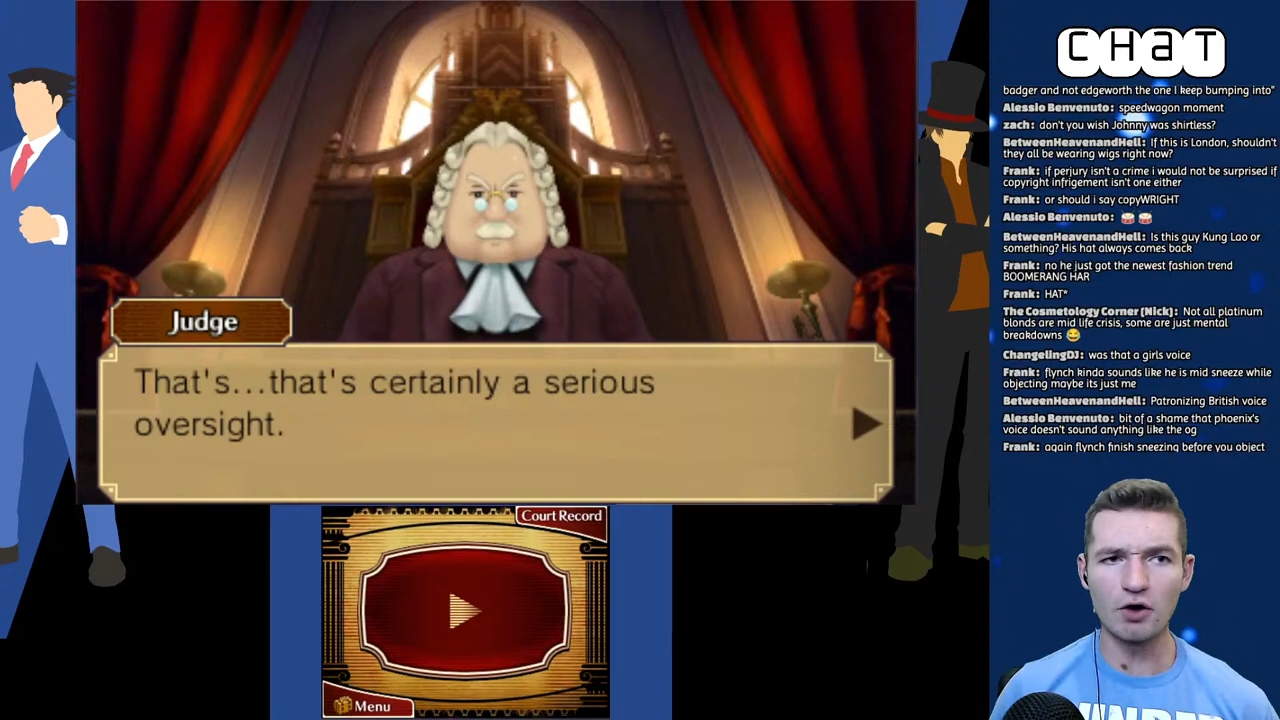 Judge
That's...that's certainly a serious
oversight.
Court Record
Menu
CHaT
badger and not edgeworth the one I keep bumping into"
Alessio Benvenuto: speedwagon moment
zach: don't you wish Johnny was shirtless?
BetweenHeavenandHell: If this is London, shouldn't
they all be wearing wigs right now?
Frank: if perjury isn't a crime i would not be surprised if
copyright infrigement isn't one either
Frank: or should i say copyWRIGHT
Alessio Benvenuto: 🥁 🥁
BetweenHeavenandHell: Is this guy Kung Lao or
something? His hat always comes back
Frank: no he just got the newest fashion trend
BOOMERANG HAR
Frank: HAT*
The Cosmetology Corner [Nick]: Not all platinum
blonds are mid life crisis, some are just mental
breakdowns 😂
ChangelingDJ: was that a girls voice
Frank: flynch kinda sounds like he is mid sneeze while
objecting maybe its just me
BetweenHeavenandHell: Patronizing British voice
Alessio Benvenuto: bit of a shame that phoenix's
voice doesn't sound anything like the og
Frank: again flynch finish sneezing before you object